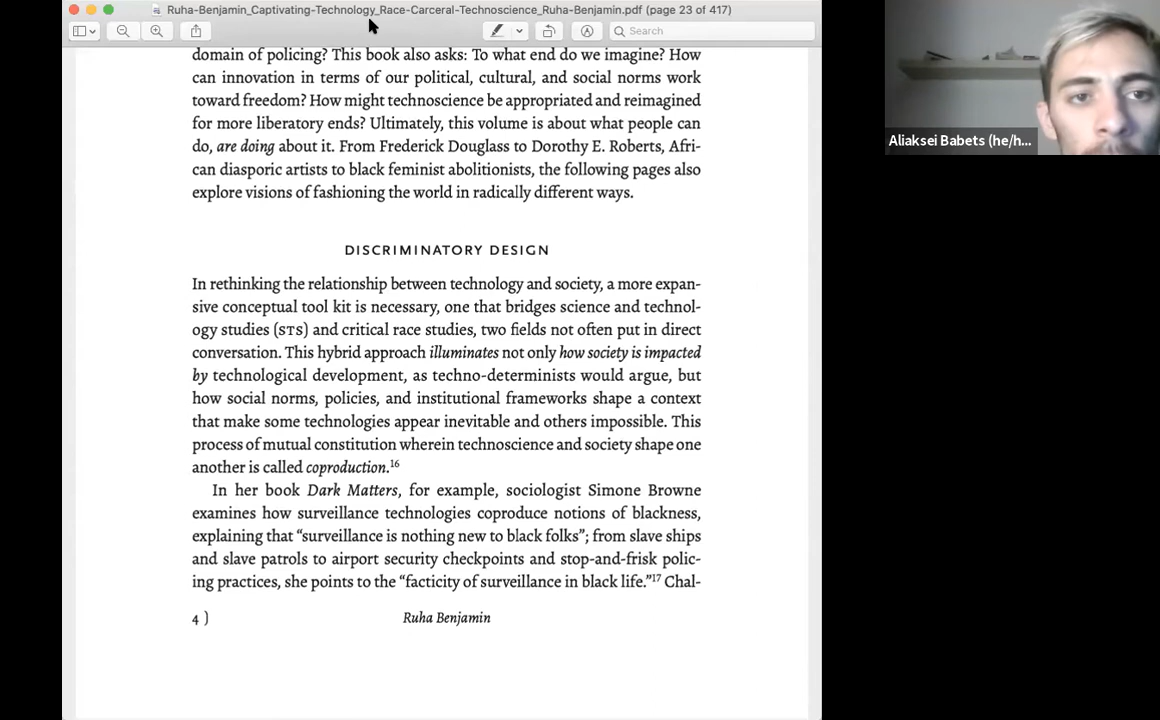 Ruha-Benjamin_Captivating-Technology_Race-Carceral-Technoscience_Ruha-Benjamin.pdf (page 23 of 417)
Search
Aliaksei Babets (he/h...
domain of policing? This book also asks: To what end do we imagine? How
can innovation in terms of our political, cultural, and social norms work
toward freedom? How might technoscience be appropriated and reimagined
for more liberatory ends? Ultimately, this volume is about what people can
do, are doing about it. From Frederick Douglass to Dorothy E. Roberts, Afri-
can diasporic artists to black feminist abolitionists, the following pages also
explore visions of fashioning the world in radically different ways.
DISCRIMINATORY DESIGN
In rethinking the relationship between technology and society, a more expan-
sive conceptual tool kit is necessary, one that bridges science and technol-
ogy studies (STS) and critical race studies, two fields not often put in direct
conversation. This hybrid approach illuminates not only how society is impacted
by technological development, as techno-determinists would argue, but
how social norms, policies, and institutional frameworks shape a context
that make some technologies appear inevitable and others impossible. This
process of mutual constitution wherein technoscience and society shape one
another is called coproduction.16
In her book Dark Matters, for example, sociologist Simone Browne
examines how surveillance technologies coproduce notions of blackness,
explaining that “surveillance is nothing new to black folks”; from slave ships
and slave patrols to airport security checkpoints and stop-and-frisk polic-
ing practices, she points to the “facticity of surveillance in black life.”17 Chal-
4 ) Ruha Benjamin